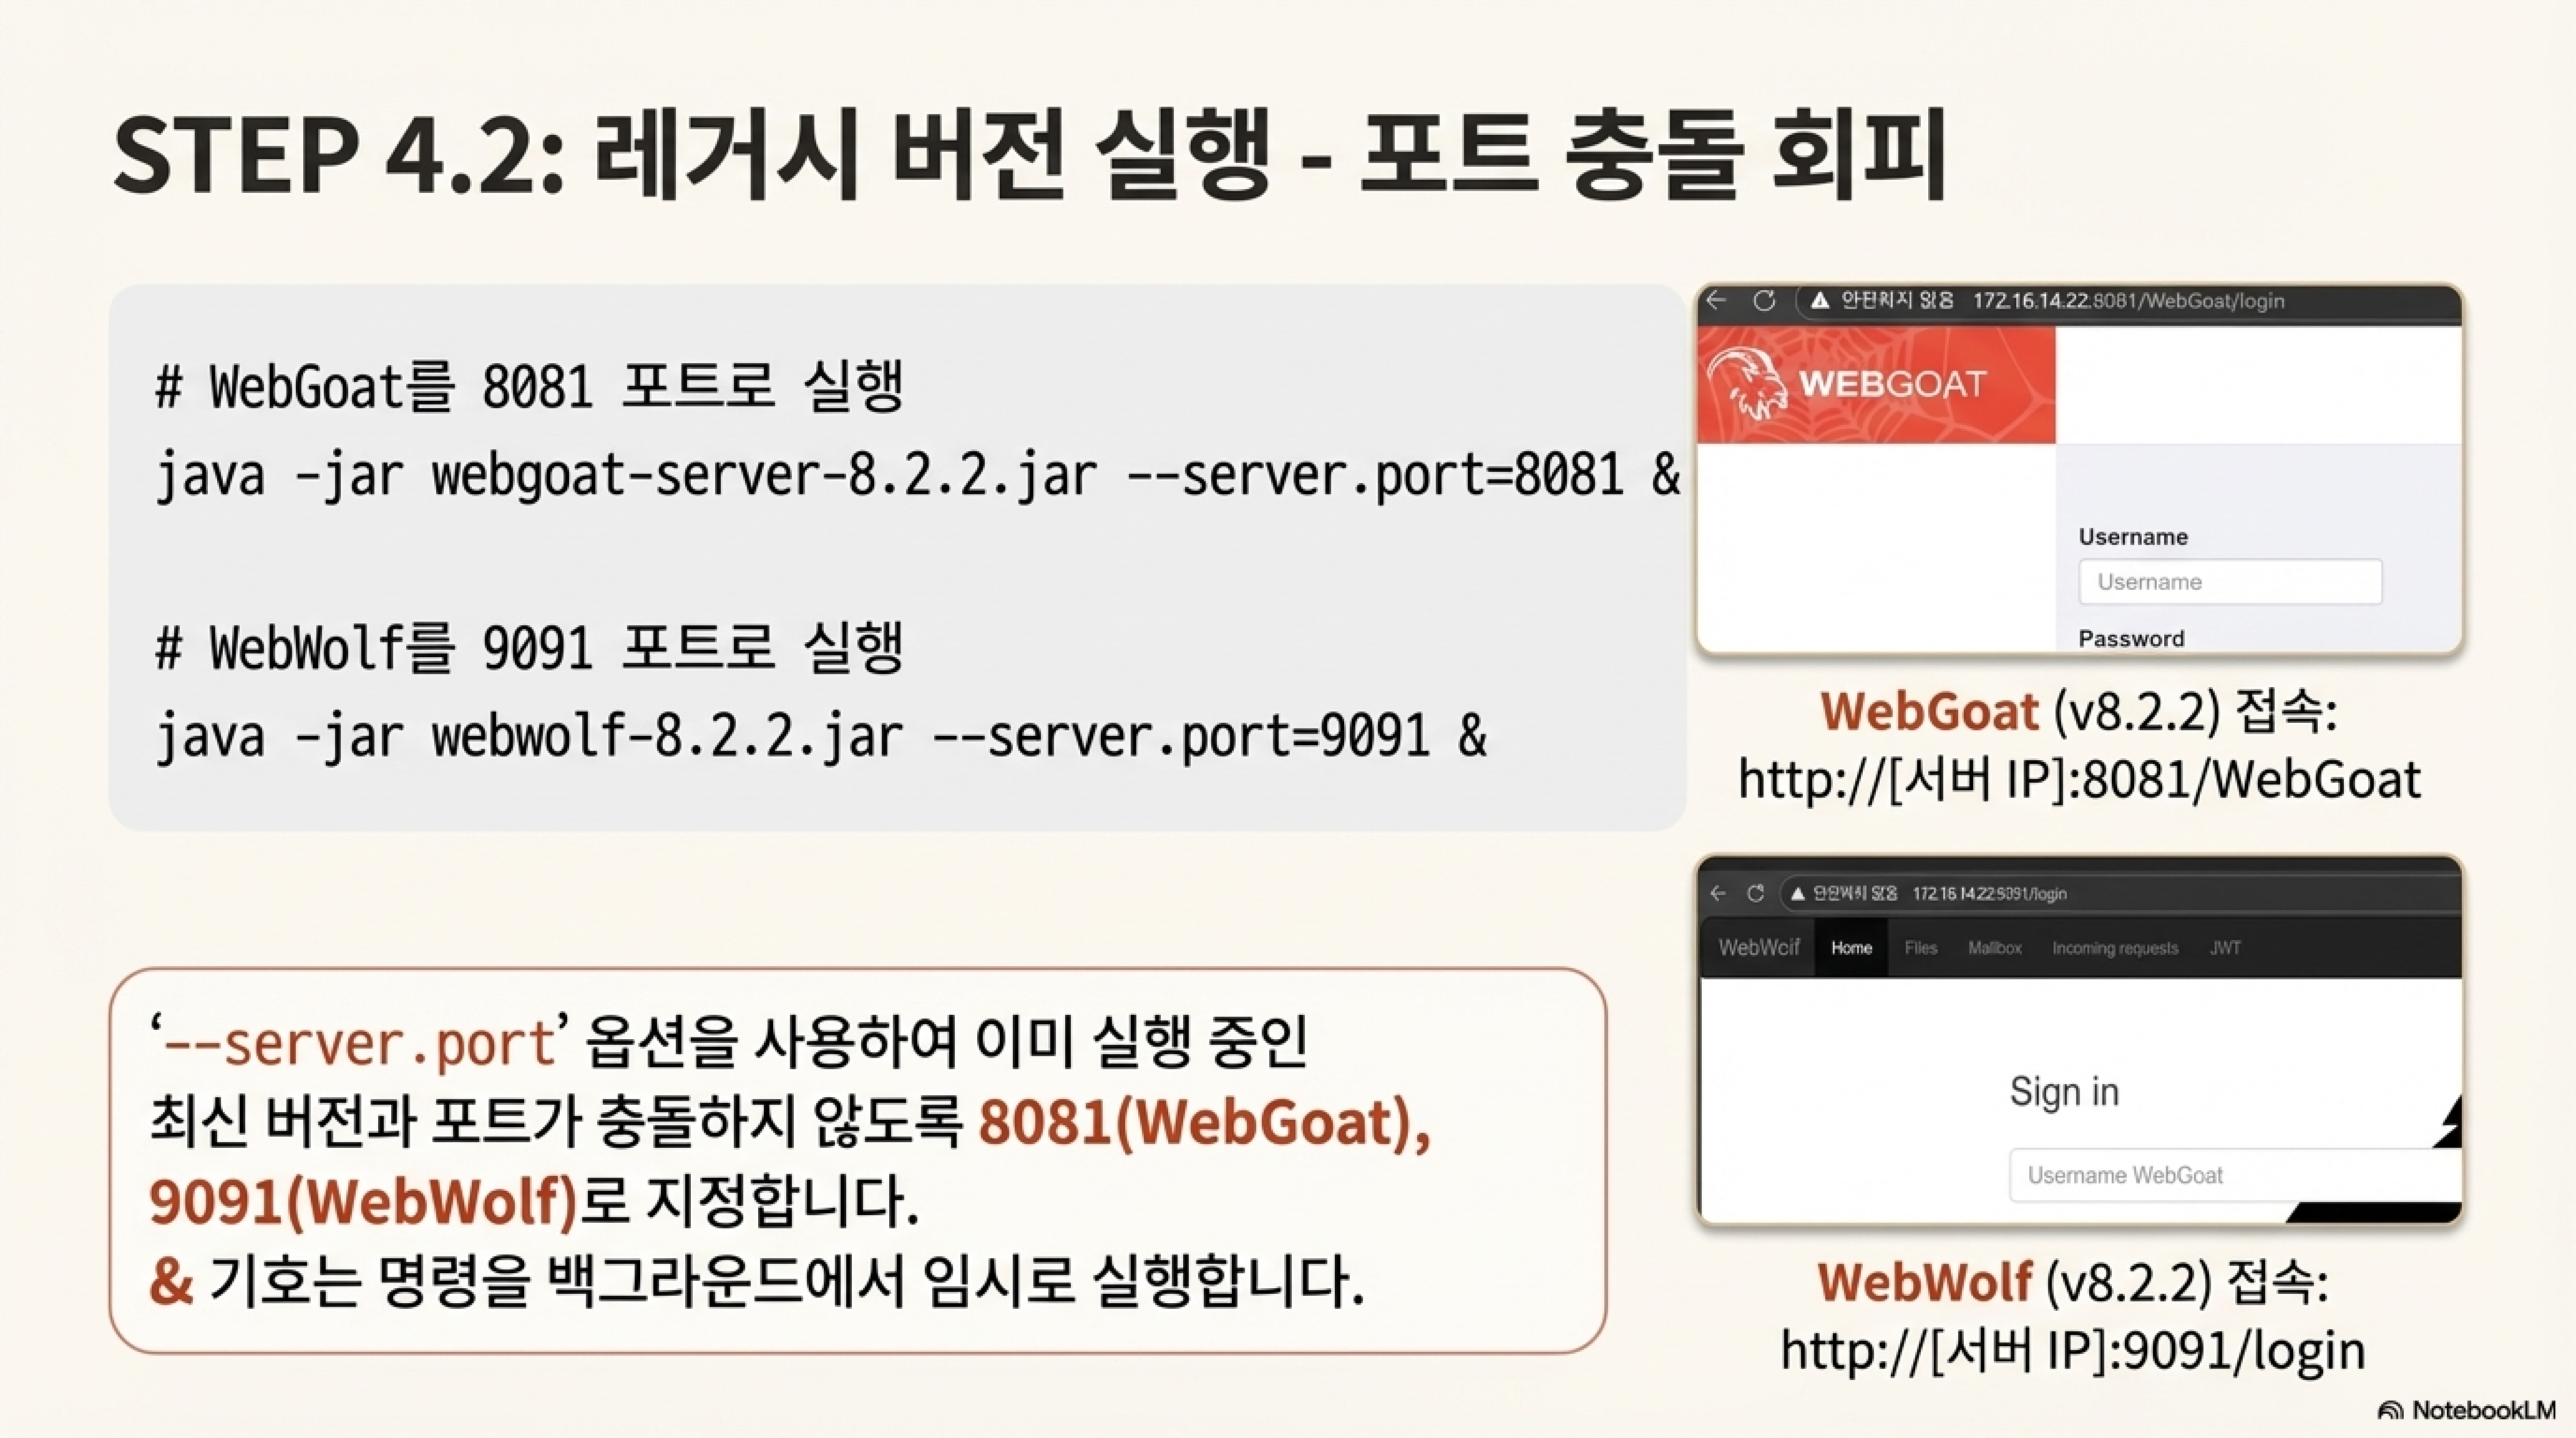 STEP 4.2: 레거시 버전 실행 - 포트 충돌 회피
# WebGoat를 8081 포트로 실행
java -jar webgoat-server-8.2.2.jar --server.port=8081 &
# WebWolf를 9091 포트로 실행
java -jar webwolf-8.2.2.jar --server.port=9091 &
‘--server.port’ 옵션을 사용하여 이미 실행 중인
최신 버전과 포트가 충돌하지 않도록 8081(WebGoat),
9091(WebWolf)로 지정합니다.
& 기호는 명령을 백그라운드에서 임시로 실행합니다.
172.16.14.22.8081/WebGoat/login
WEBGOAT
Username
Username
Password
WebGoat (v8.2.2) 접속:
http://[서버 IP]:8081/WebGoat
Home Files Mailbox Incoming requests JWT
Sign in
Username WebGoat
WebWolf (v8.2.2) 접속:
http://[서버 IP]:9091/login
NotebookLM